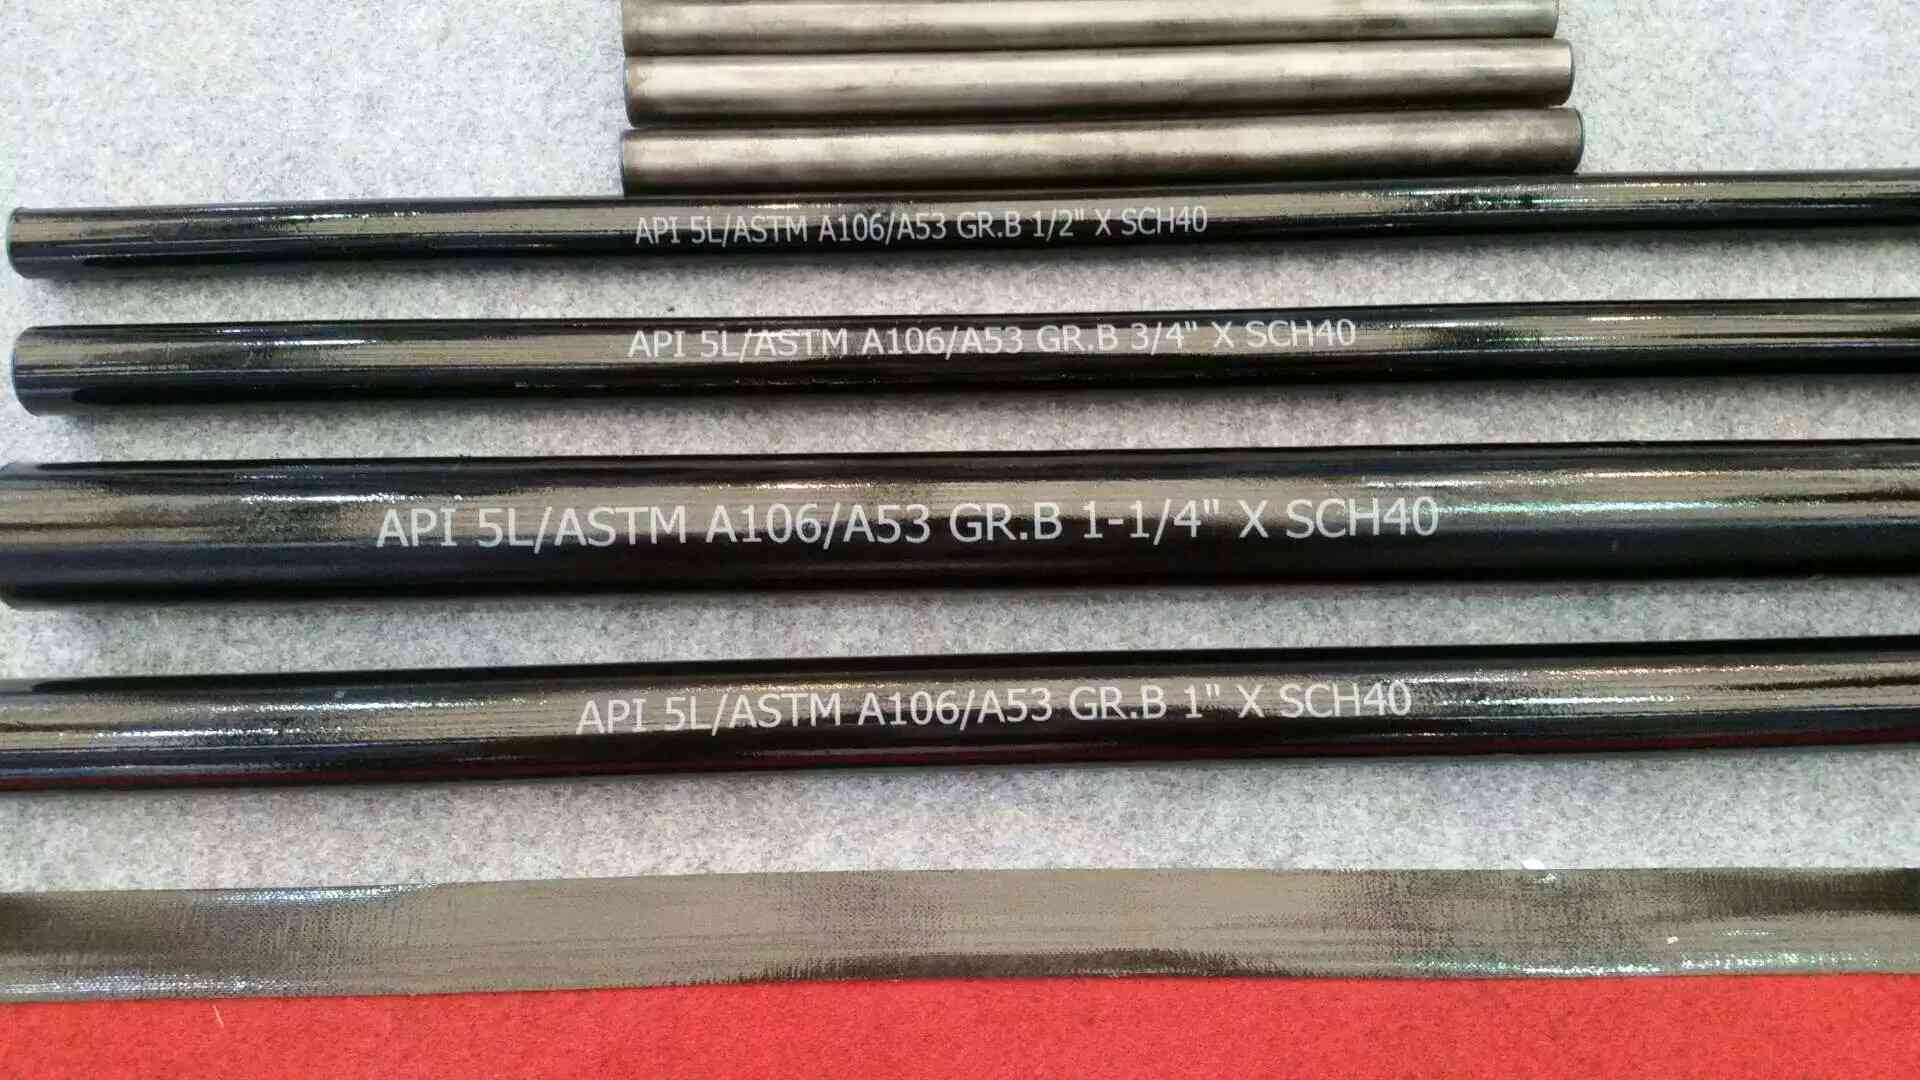 API 5L/ASTM A106/A53 GR.B 1/2" X SCH40
API 5L/ASTM A106/A53 GR.B 3/4" X SCH40
API 5L/ASTM A106/A53 GR.B 1-1/4" X SCH40
API 5L/ASTM A106/A53 GR.B 1" X SCH40